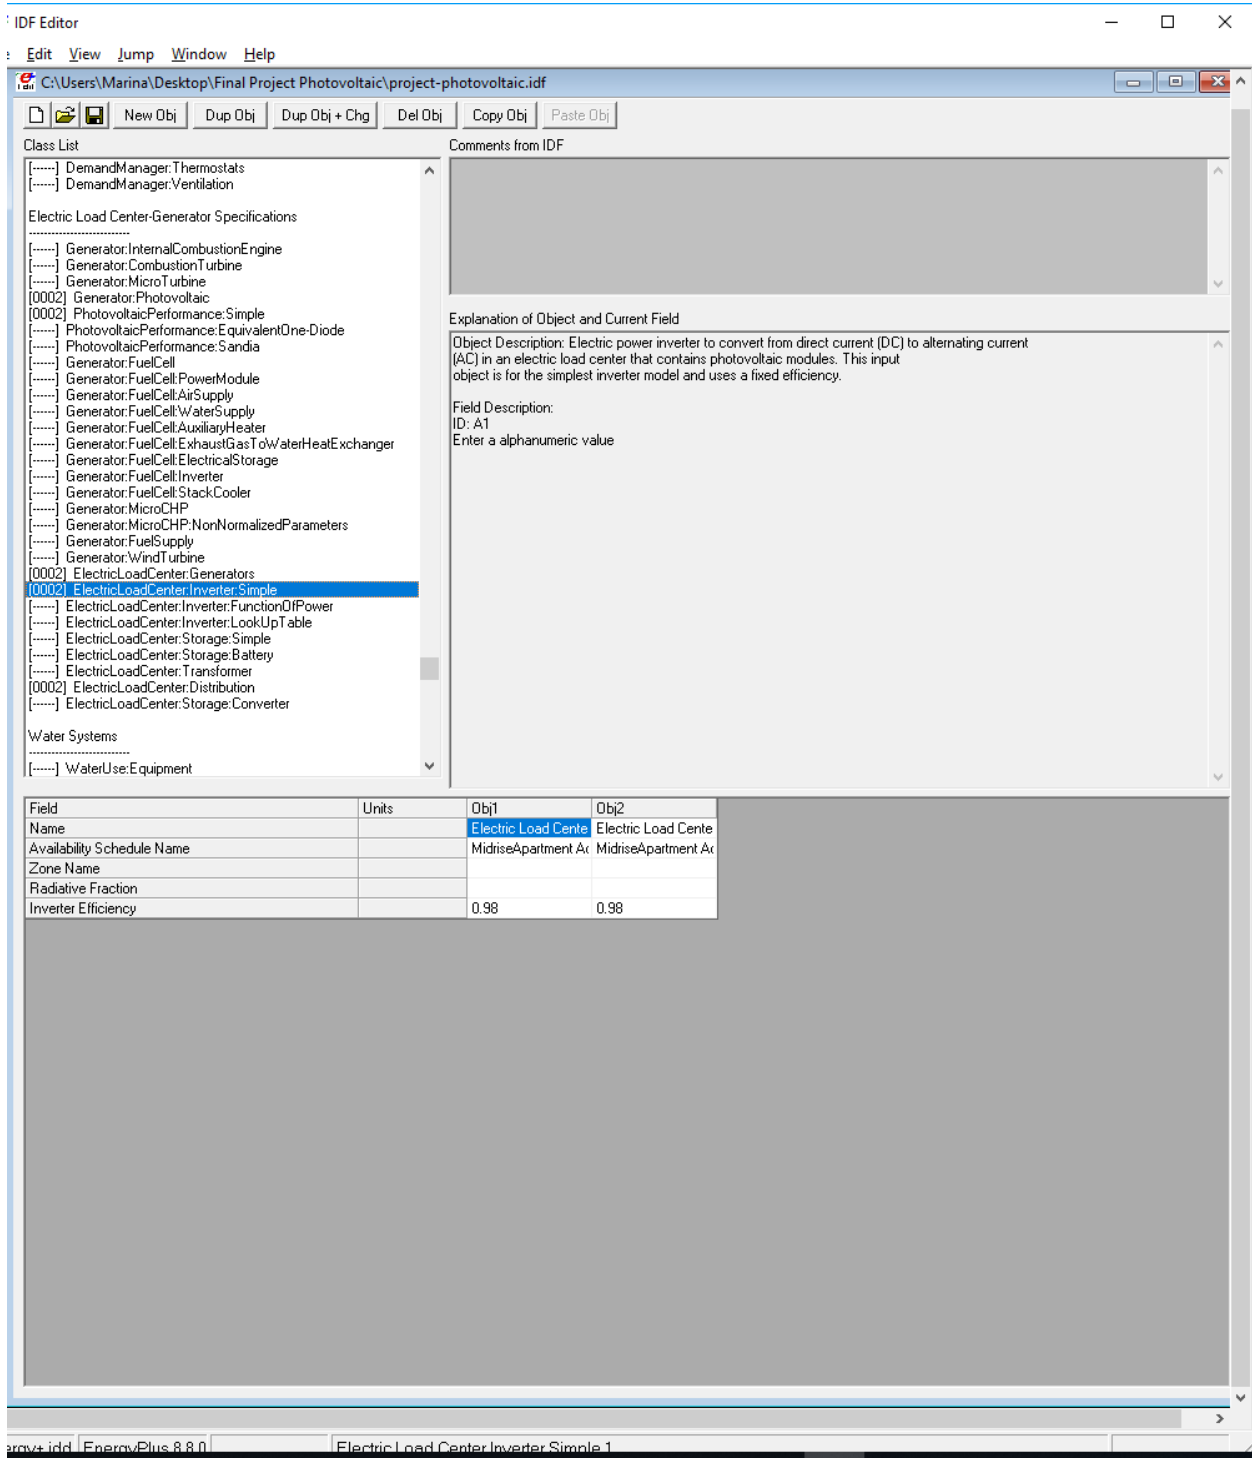 IDF Editor
Edit View Jump Window Help
C:\Users\Marina\Desktop\Final Project Photovoltaic\project-photovoltaic.idf
New Obj Dup Obj Dup Obj + Chg Del Obj Copy Obj Paste Obj
Class List
Comments from IDF
[------] DemandManager:Thermostats
[------] DemandManager:Ventilation
Electric Load Center-Generator Specifications
--------------------------
[------] Generator:InternalCombustionEngine
[------] Generator:CombustionTurbine
[------] Generator:MicroTurbine
[0002] Generator:Photovoltaic
[0002] PhotovoltaicPerformance:Simple
[------] PhotovoltaicPerformance:EquivalentOne-Diode
[------] PhotovoltaicPerformance:Sandia
[------] Generator:FuelCell
[------] Generator:FuelCell:PowerModule
[------] Generator:FuelCell:AirSupply
[------] Generator:FuelCell:WaterSupply
[------] Generator:FuelCell:AuxiliaryHeater
[------] Generator:FuelCell:ExhaustGasToWaterHeatExchanger
[------] Generator:FuelCell:ElectricalStorage
[------] Generator:FuelCell:Inverter
[------] Generator:FuelCell:StackCooler
[------] Generator:MicroCHP
[------] Generator:MicroCHP:NonNormalizedParameters
[------] Generator:FuelSupply
[------] Generator:WindTurbine
[0002] ElectricLoadCenter:Generators
[0002] ElectricLoadCenter:Inverter:Simple
[------] ElectricLoadCenter:Inverter:FunctionOfPower
[------] ElectricLoadCenter:Inverter:LookUpTable
[------] ElectricLoadCenter:Storage:Simple
[------] ElectricLoadCenter:Storage:Battery
[------] ElectricLoadCenter:Transformer
[0002] ElectricLoadCenter:Distribution
[------] ElectricLoadCenter:Storage:Converter
Water Systems
--------------------------
[------] WaterUse:Equipment
Explanation of Object and Current Field
Object Description: Electric power inverter to convert from direct current (DC) to alternating current
(AC) in an electric load center that contains photovoltaic modules. This input
object is for the simplest inverter model and uses a fixed efficiency.
Field Description:
ID: A1
Enter a alphanumeric value
Field Units Obj1 Obj2
Name Electric Load Cente Electric Load Cente
Availability Schedule Name MidriseApartment Ac MidriseApartment Ac
Zone Name
Radiative Fraction
Inverter Efficiency 0.98 0.98
ergy+.idd EnergyPlus 8.8.0 Electric Load Center Inverter Simple 1